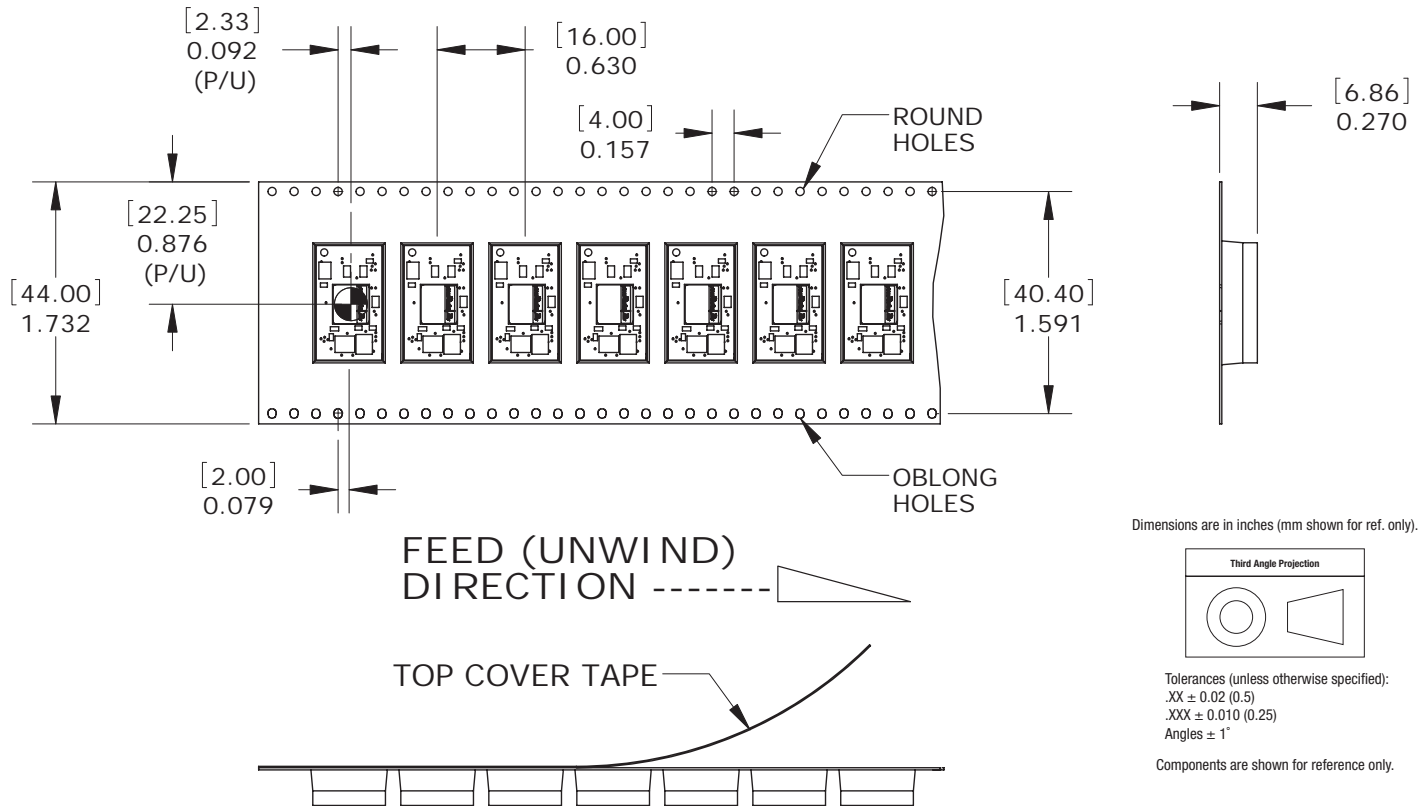 [2.33]
0.092
(P/U)
[16.00]
0.630
[4.00]
0.157
ROUND
HOLES
[6.86]
0.270
[22.25]
0.876
(P/U)
[44.00]
1.732
[40.40]
1.591
[2.00]
0.079
OBLONG
HOLES
FEED (UNWIND)
DIRECTION
TOP COVER TAPE
Dimensions are in inches (mm shown for ref. only).
Third Angle Projection
Tolerances (unless otherwise specified):
.XX ± 0.02 (0.5)
.XXX ± 0.010 (0.25)
Angles ± 1˚
Components are shown for reference only.